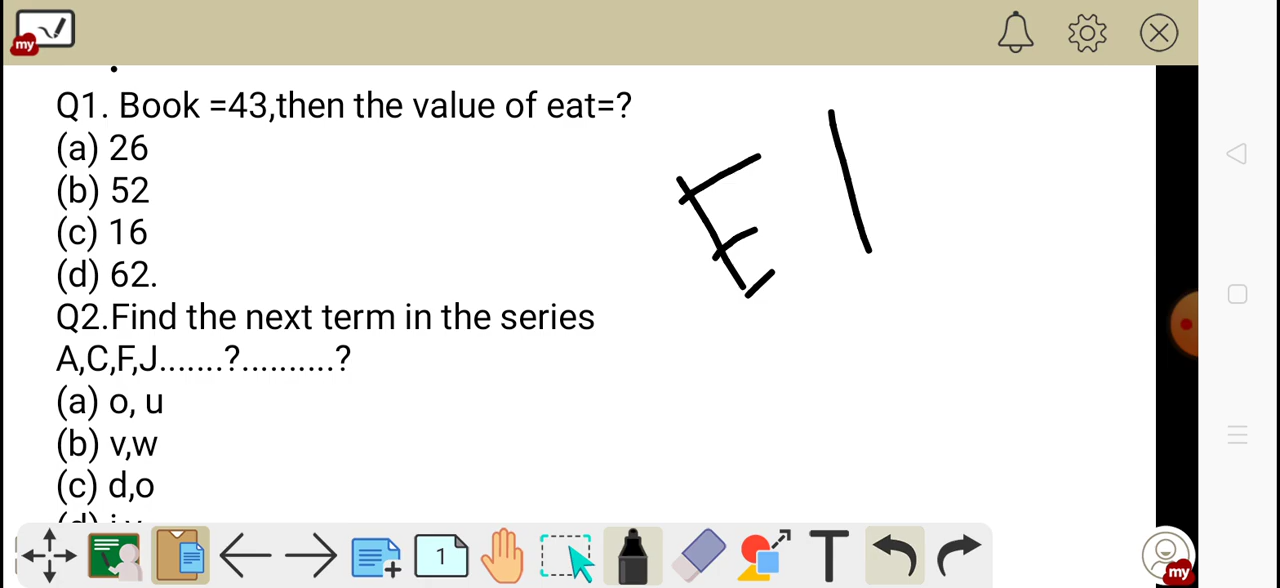 my
Q1. Book =43,then the value of eat=?
(a) 26
(b) 52
(c) 16
(d) 62.
Q2.Find the next term in the series
A,C,F,J.......?..........?
(a) o, u
(b) v,w
(c) d,o
E
1
T
my